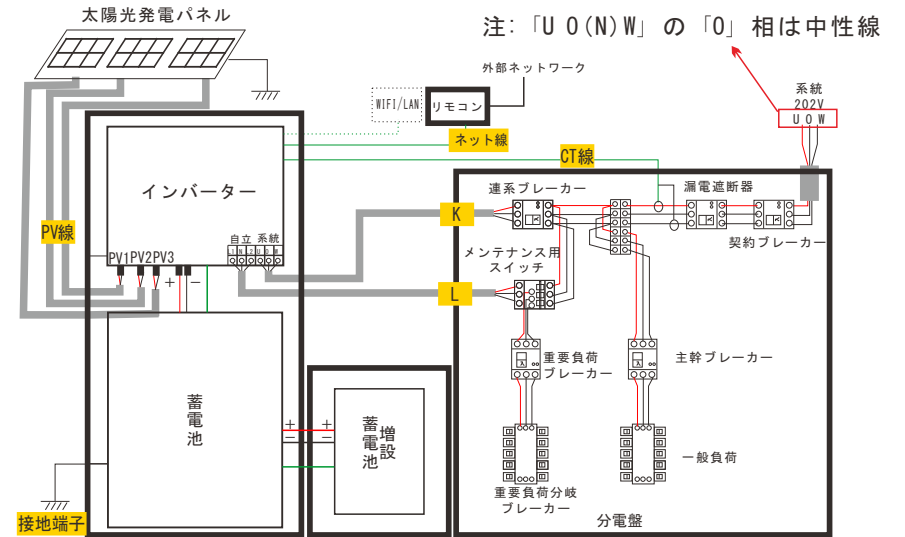 太陽光発電パネル
注:「U O(N)W」の「O」相は中性線
外部ネットワーク
WIFI/LAN
リモコン
ネット線
系統
202V
U O W
CT線
インバーター
自立 系統
L1 N L2 U O W
PV線
PV1 PV2 PV3
+ −
連系ブレーカー
漏電遮断器
契約ブレーカー
K
メンテナンス用
スイッチ
L
重要負荷
ブレーカー
主幹ブレーカー
蓄電池
+ +
− −
増設
蓄電池
一般負荷
重要負荷分岐
ブレーカー
分電盤
接地端子